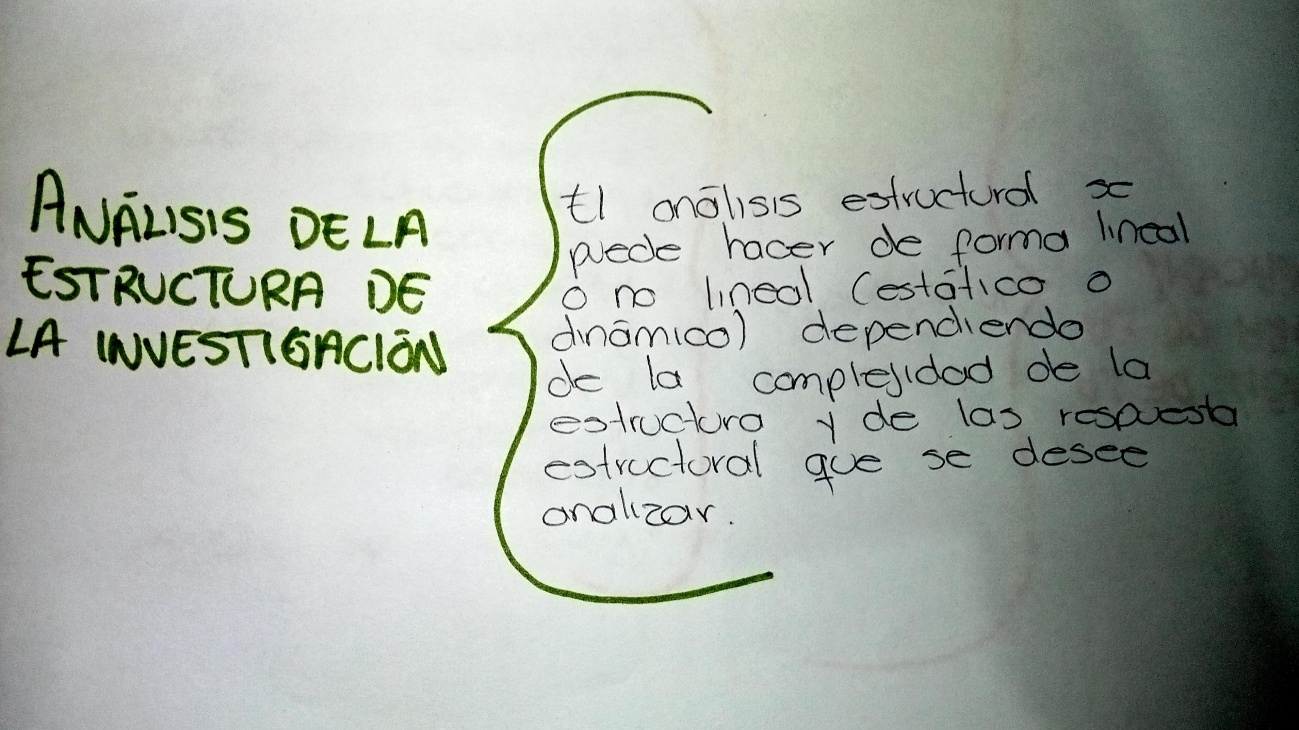 ANÁLISIS DE LA
ESTRUCTURA DE
LA INVESTIGACIÓN
El análisis estructural se
puede hacer de forma lineal
o no lineal (estático o
dinámico) dependiendo
de la complejidad de la
estructura y de las respuesta
estructural que se desee
analizar.